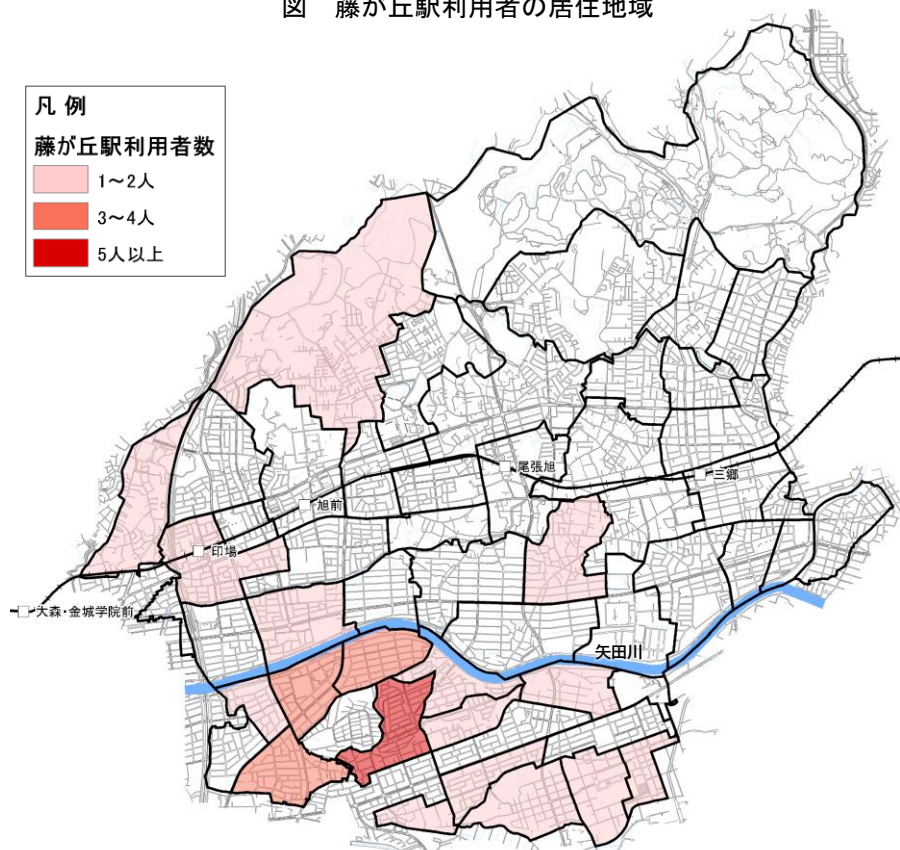 図　藤が丘駅利用者の居住地域
凡 例
藤が丘駅利用者数
1～2人
3～4人
5人以上
尾張旭
三郷
旭前
印場
大森・金城学院前
矢田川